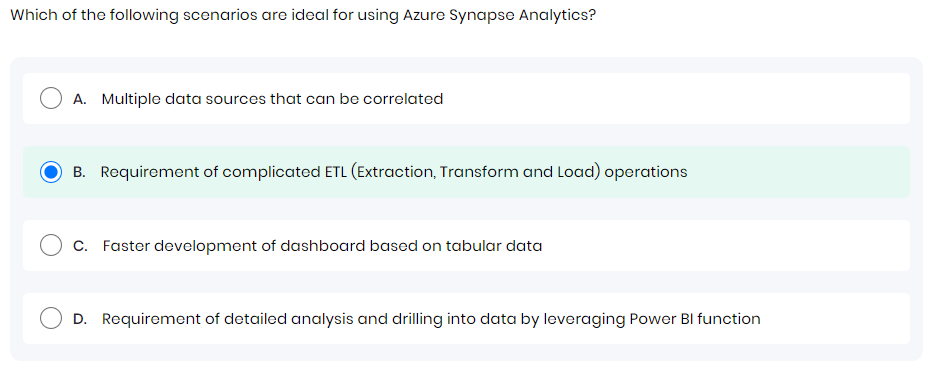 Which of the following scenarios are ideal for using Azure Synapse Analytics?
A. Multiple data sources that can be correlated
B. Requirement of complicated ETL (Extraction, Transform and Load) operations
C. Faster development of dashboard based on tabular data
D. Requirement of detailed analysis and drilling into data by leveraging Power BI function